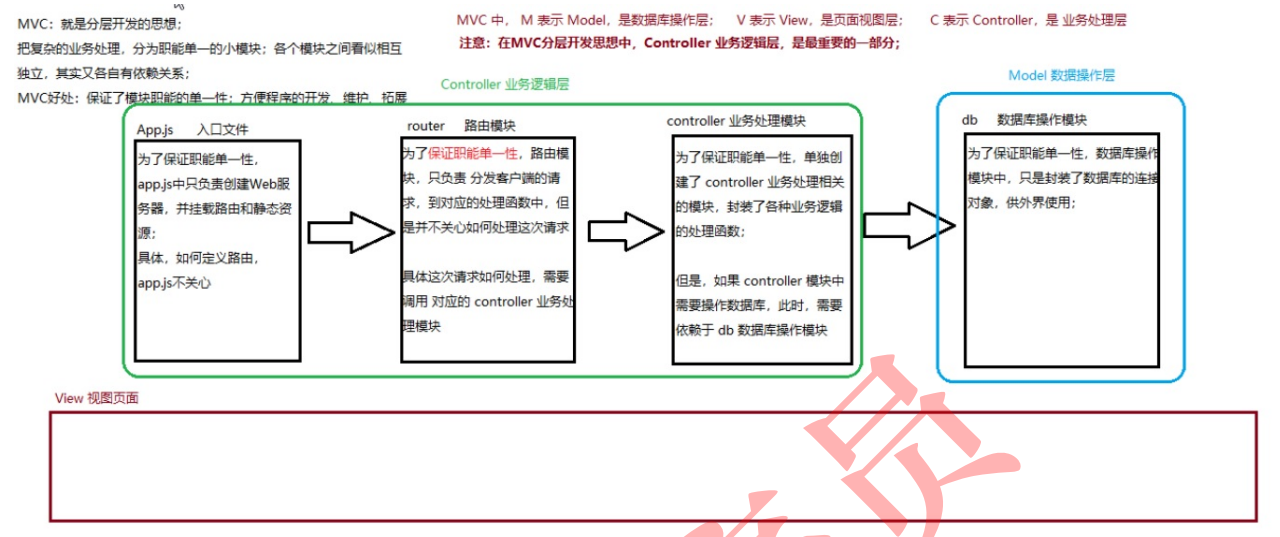 MVC：就是分层开发的思想；
把复杂的业务处理，分为职能单一的小模块；各个模块之间看似相互
独立，其实又各自有依赖关系；
MVC好处：保证了模块职能的单一性；方便程序的开发、维护、拓展
MVC 中， M 表示 Model，是数据库操作层； V 表示 View，是页面视图层； C 表示 Controller，是 业务处理层
注意：在MVC分层开发思想中，Controller 业务逻辑层，是最重要的一部分；
Controller 业务逻辑层
Model 数据操作层
App.js 入口文件
为了保证职能单一性，
app.js中只负责创建Web服
务器，并挂载路由和静态资
源；
具体，如何定义路由，
app.js不关心
router 路由模块
为了保证职能单一性，路由模
块，只负责 分发客户端的请
求，到对应的处理函数中，但
是并不关心如何处理这次请求
具体这次请求如何处理，需要
调用 对应的 controller 业务处
理模块
controller 业务处理模块
为了保证职能单一性，单独创
建了 controller 业务处理相关
的模块，封装了各种业务逻辑
的处理函数；
但是，如果 controller 模块中
需要操作数据库，此时，需要
依赖于 db 数据库操作模块
db 数据库操作模块
为了保证职能单一性，数据库操作
模块中，只是封装了数据库的连接
对象，供外界使用；
View 视图页面
员